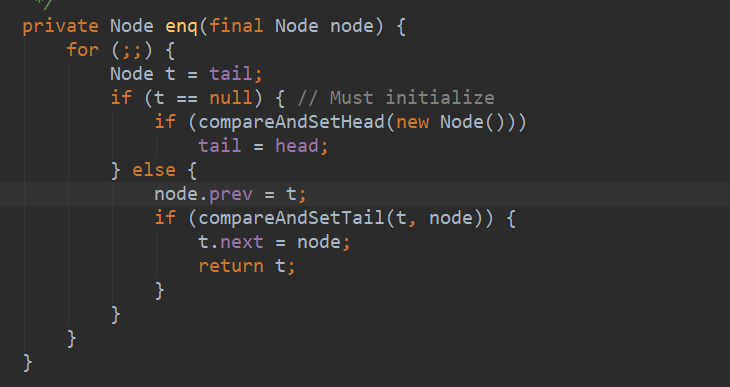 */
private Node enq(final Node node) {
for (;;) {
Node t = tail;
if (t == null) { // Must initialize
if (compareAndSetHead(new Node()))
tail = head;
} else {
node.prev = t;
if (compareAndSetTail(t, node)) {
t.next = node;
return t;
}
}
}
}